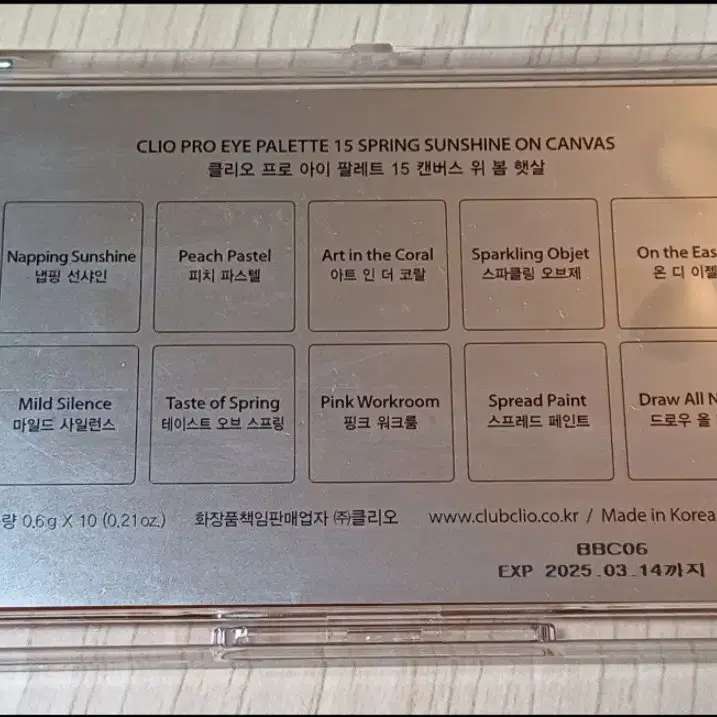 CLIO PRO EYE PALETTE 15 SPRING SUNSHINE ON CANVAS
클리오 프로 아이 팔레트 15 캔버스 위 봄 햇살
Napping Sunshine
냅핑 선샤인
Peach Pastel
피치 파스텔
Art in the Coral
아트 인 더 코랄
Sparkling Objet
스파클링 오브제
On the
온 디 이젤
Mild Silence
마일드 사일런스
Taste of Spring
테이스트 오브 스프링
Pink Workroom
핑크 워크룸
Spread Paint
스프레드 페인트
Draw All
드로우 올
0.6g X 10 (0.21oz.) 화장품책임판매업자 ㈜클리오 www.clubclio.co.kr / Made in Korea
BBC06
EXP 2025.03.14까지